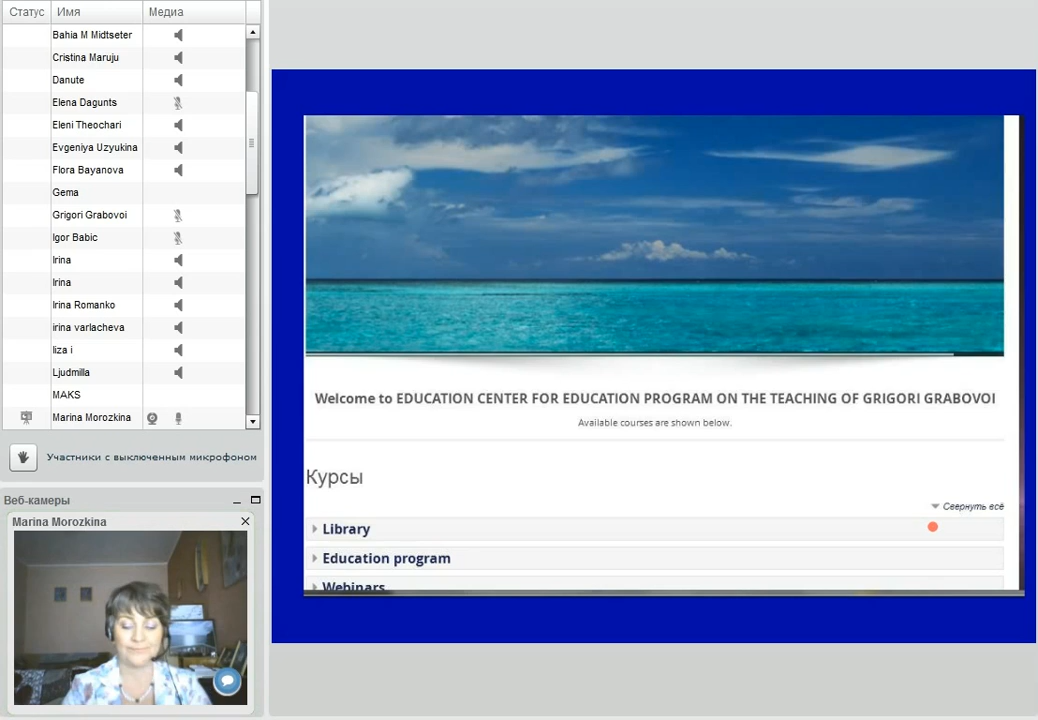 Статус Имя Медиа
Bahia M Midtseter
Cristina Maruju
Danute
Elena Dagunts
Eleni Theochari
Evgeniya Uzyukina
Flora Bayanova
Gema
Grigori Grabovoi
Igor Babic
Irina
Irina
Irina Romanko
irina varlacheva
liza i
Ljudmilla
MAKS
Marina Morozkina
Участники с выключенным микрофоном
Веб-камеры
Marina Morozkina
Welcome to EDUCATION CENTER FOR EDUCATION PROGRAM ON THE TEACHING OF GRIGORI GRABOVOI
Available courses are shown below.
Курсы
Свернуть всё
Library
Education program
Webinars